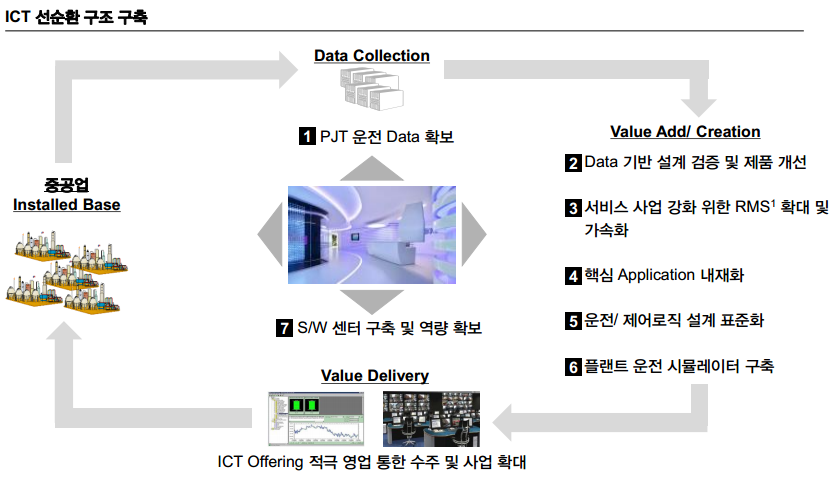 ICT 선순환 구조 구축
Data Collection
1 PJT 운전 Data 확보
Value Add/ Creation
2 Data 기반 설계 검증 및 제품 개선
3 서비스 사업 강화 위한 RMS¹ 확대 및
가속화
4 핵심 Application 내재화
5 운전/ 제어로직 설계 표준화
6 플랜트 운전 시뮬레이터 구축
중공업
Installed Base
7 S/W 센터 구축 및 역량 확보
Value Delivery
ICT Offering 적극 영업 통한 수주 및 사업 확대